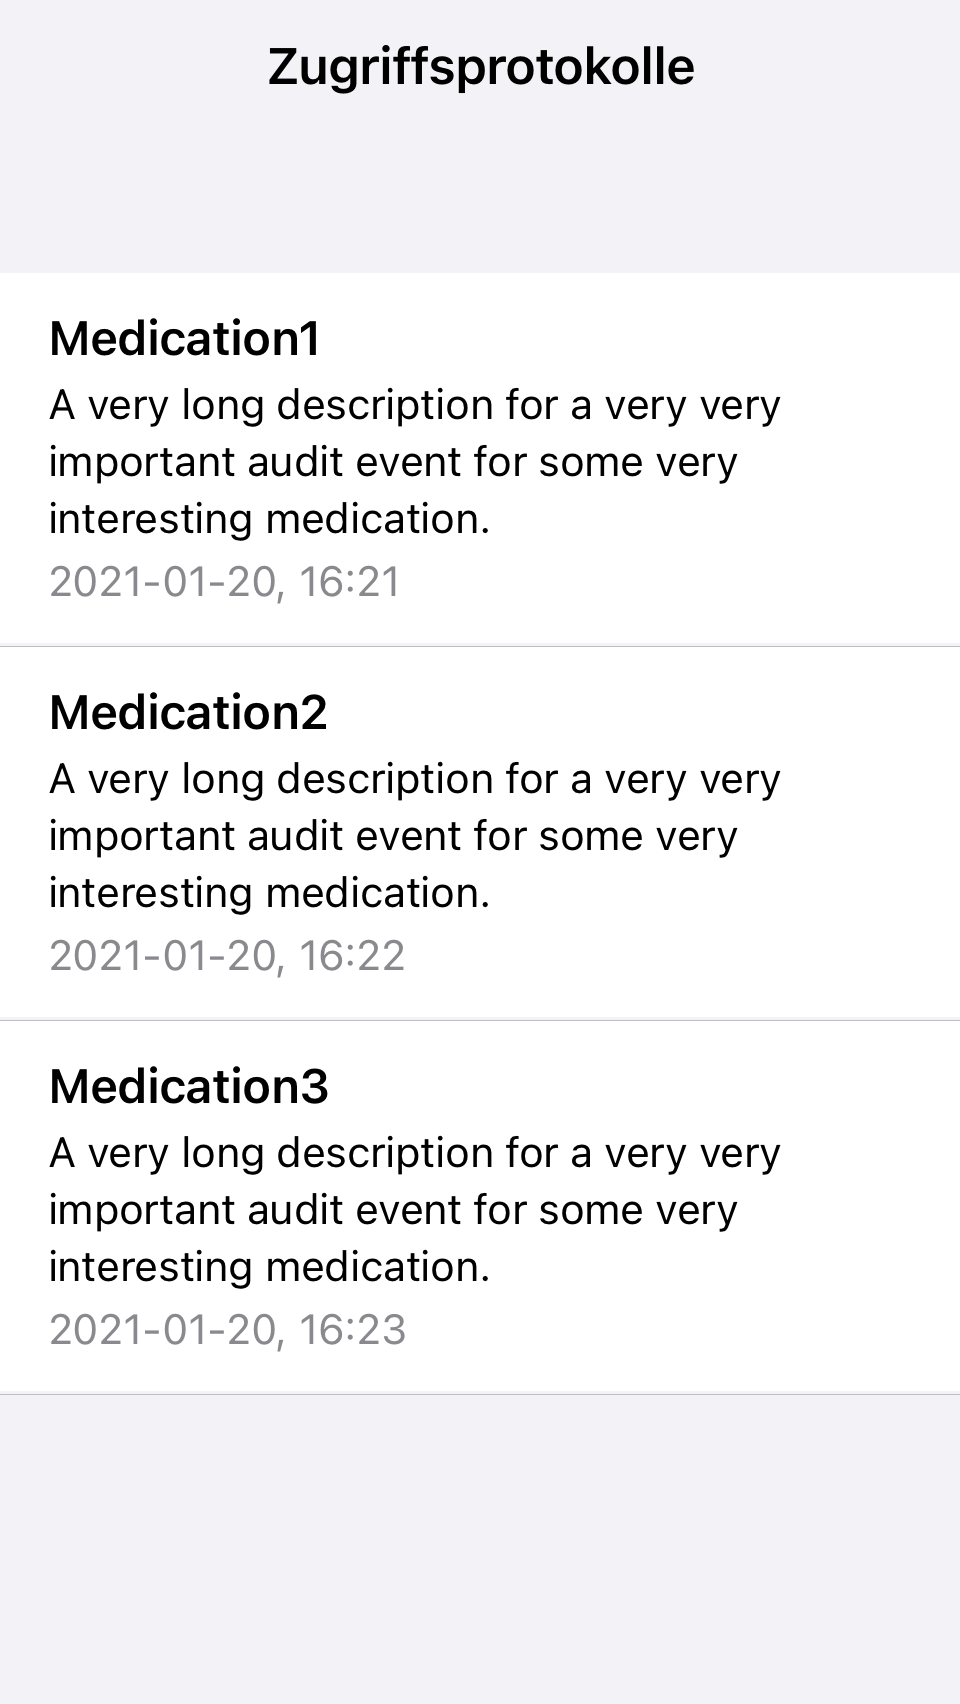 Zugriffsprotokolle
Medication1
A very long description for a very very
important audit event for some very
interesting medication.
2021-01-20, 16:21
Medication2
A very long description for a very very
important audit event for some very
interesting medication.
2021-01-20, 16:22
Medication3
A very long description for a very very
important audit event for some very
interesting medication.
2021-01-20, 16:23